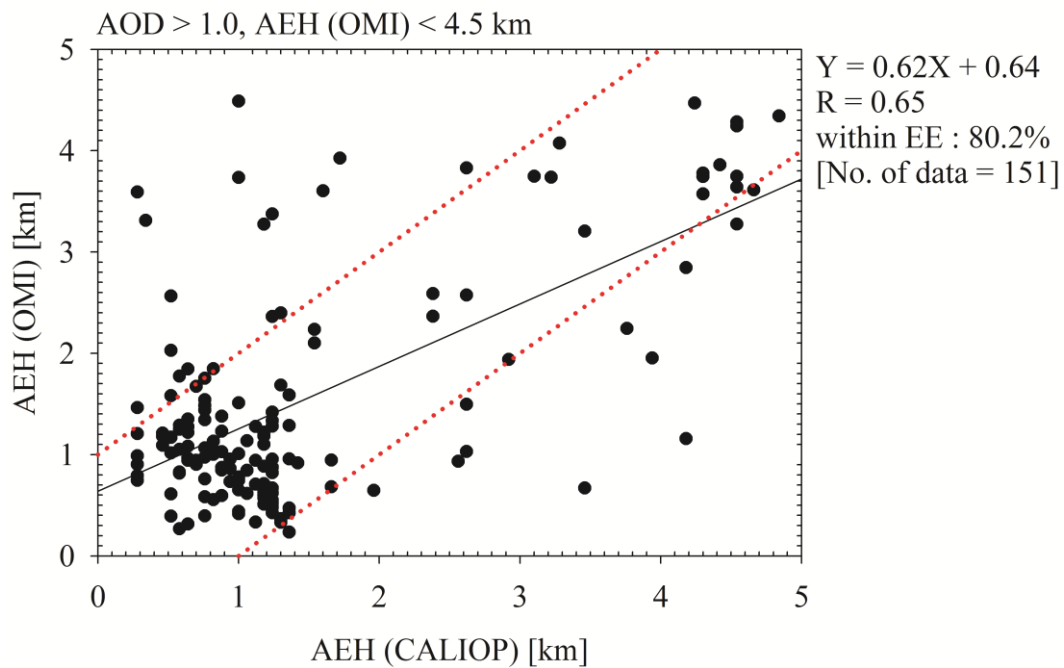 AOD > 1.0, AEH (OMI) < 4.5 km
Y = 0.62X + 0.64
R = 0.65
within EE : 80.2%
[No. of data = 151]
AEH (OMI) [km]
5
4
3
2
1
0
0 1 2 3 4 5
AEH (CALIOP) [km]